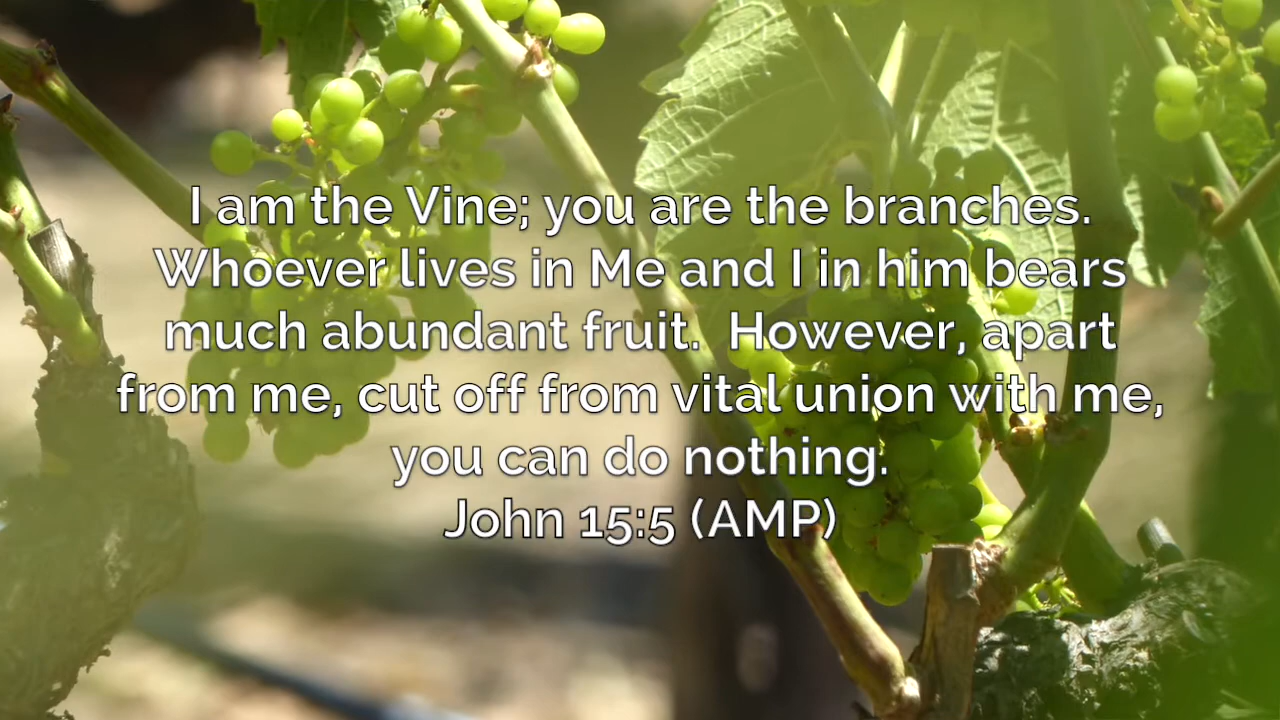 I am the Vine; you are the branches.
Whoever lives in Me and I in him bears
much abundant fruit.  However, apart
from me, cut off from vital union with me,
you can do nothing.
John 15:5 (AMP)